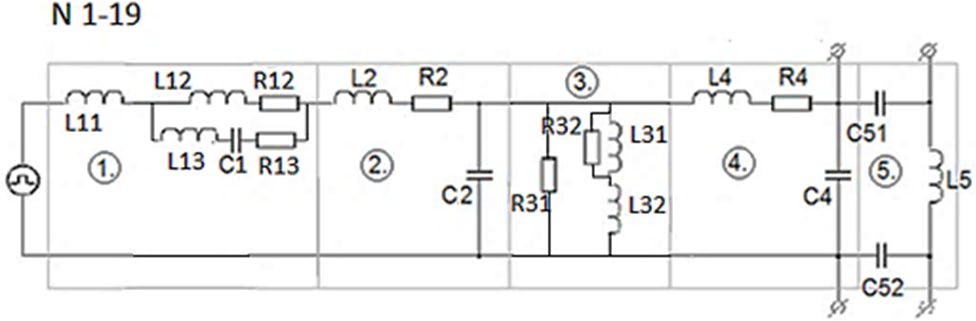 N 1-19
3.
L12 R12 L2 R2 L4 R4
L11
R32 L31 C51
L13 C1 R13
1. 2. 4. 5.
L5
C2 R31 L32 C4
C52